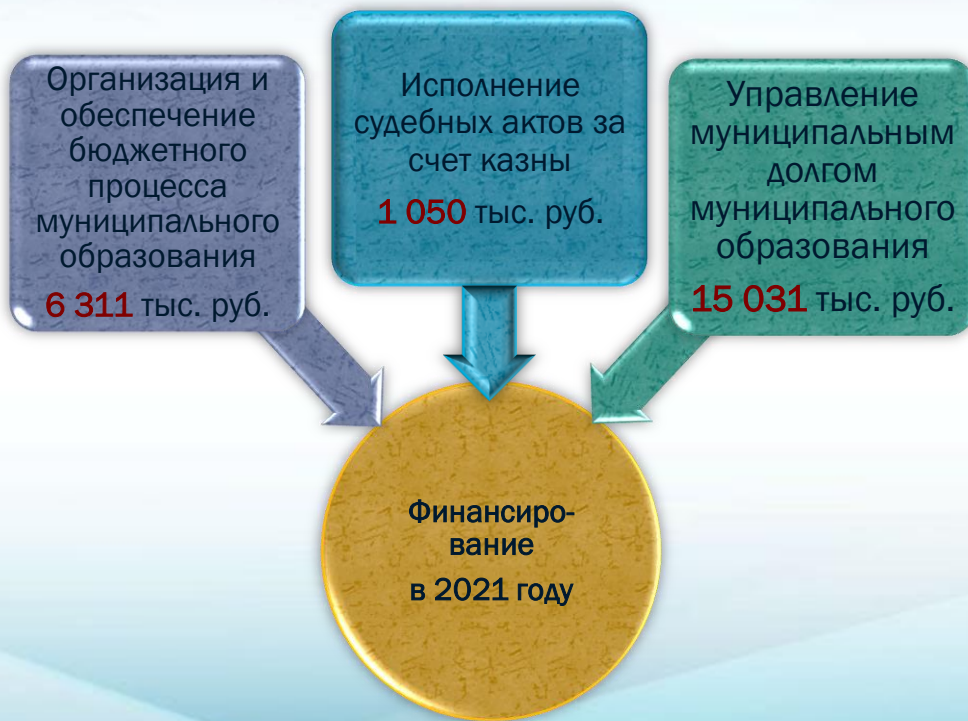 Организация и
обеспечение
бюджетного
процесса
муниципального
образования
6 311 тыс. руб.
Исполнение
судебных актов за
счет казны
1 050 тыс. руб.
Управление
муниципальным
долгом
муниципального
образования
15 031 тыс. руб.
Финансиро-
вание
в 2021 году